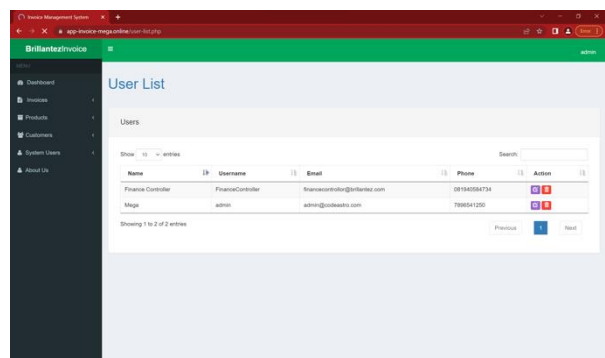 Invoice Management System
app-invoice-mega.online/user-list.php
BrillantezInvoice
admin
MENU
Dashboard
Invoices
Products
Customers
System Users
About Us
User List
Users
Show 10 entries
Search:
Name Username Email Phone Action
Finance Controller FinanceController financecontrollor@brillantez.com 081940584734
Mega admin admin@codeastro.com 7896541250
Showing 1 to 2 of 2 entries
Previous 1 Next